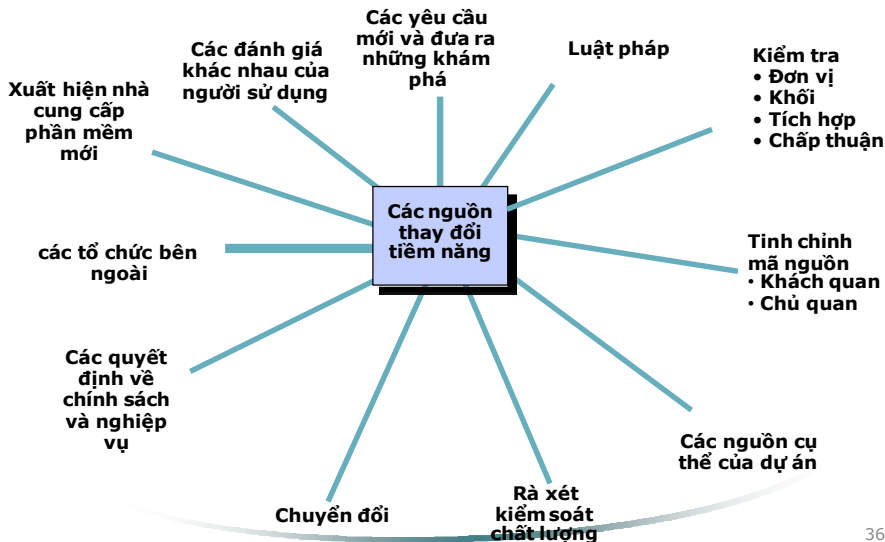 Các yêu cầu
mới và đưa ra
những khám
phá
Luật pháp
Kiểm tra
• Đơn vị
• Khối
• Tích hợp
• Chấp thuận
Các đánh giá
khác nhau của
người sử dụng
Xuất hiện nhà
cung cấp
phần mềm
mới
Các nguồn
thay đổi
tiềm năng
các tổ chức bên
ngoài
Tinh chỉnh
mã nguồn
• Khách quan
• Chủ quan
Các quyết
định về
chính sách
và nghiệp
vụ
Các nguồn cụ
thể của dự án
Chuyển đổi
Rà xét
kiểm soát
chất lượng
36